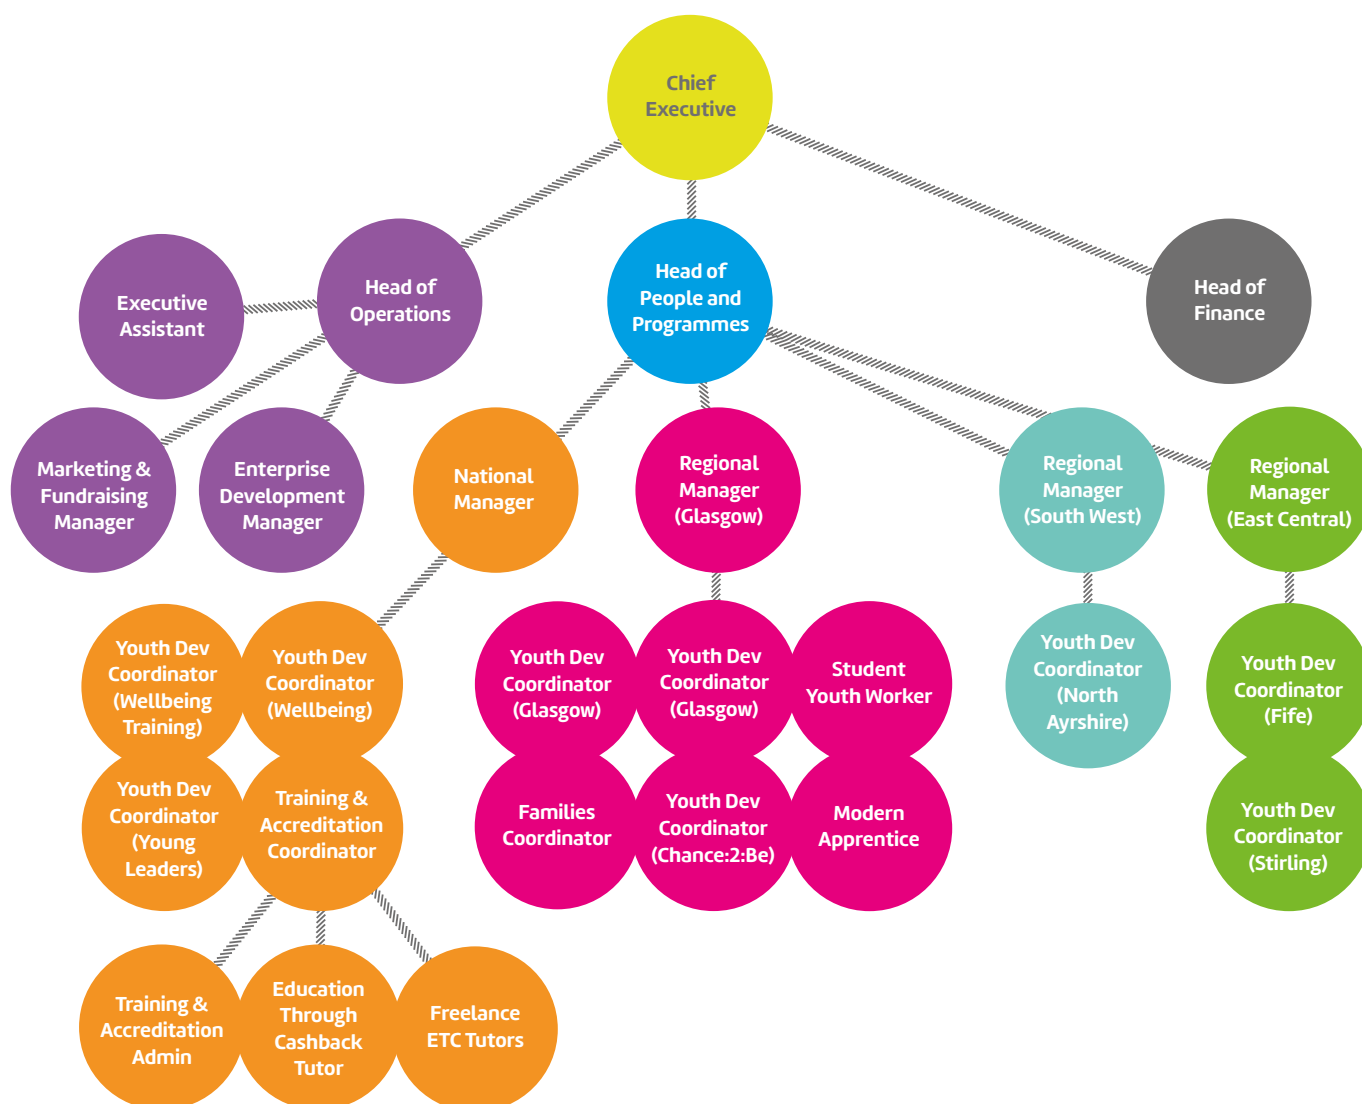 Chief
Executive
Executive
Assistant
Head of
Operations
Head of
People and
Programmes
Head of
Finance
Marketing &
Fundraising
Manager
Enterprise
Development
Manager
National
Manager
Regional
Manager
(Glasgow)
Regional
Manager
(South West)
Regional
Manager
(East Central)
Youth Dev
Coordinator
(Wellbeing
Training)
Youth Dev
Coordinator
(Wellbeing)
Youth Dev
Coordinator
(Glasgow)
Youth Dev
Coordinator
(Glasgow)
Student
Youth Worker
Youth Dev
Coordinator
(North
Ayrshire)
Youth Dev
Coordinator
(Fife)
Youth Dev
Coordinator
(Young
Leaders)
Training &
Accreditation
Coordinator
Families
Coordinator
Youth Dev
Coordinator
(Chance:2:Be)
Modern
Apprentice
Youth Dev
Coordinator
(Stirling)
Training &
Accreditation
Admin
Education
Through
Cashback
Tutor
Freelance
ETC Tutors